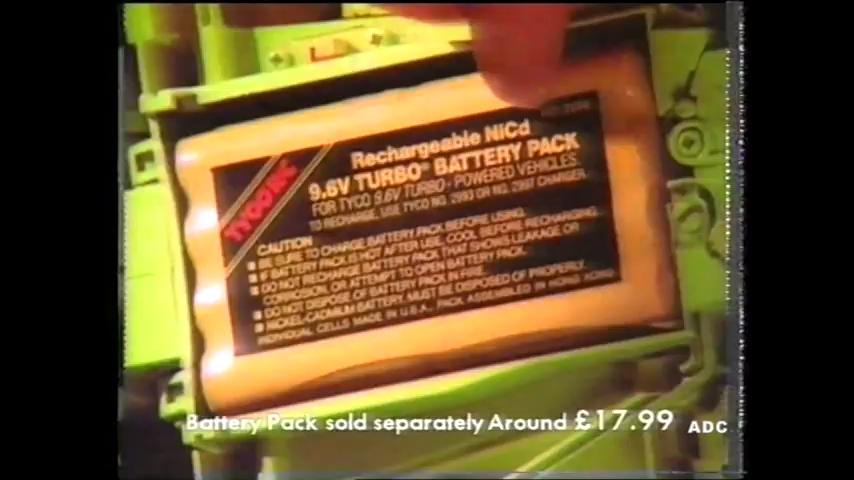 TYCO R/C
Rechargeable NiCd
9.6V TURBO® BATTERY PACK
FOR TYCO 9.6V TURBO-POWERED VEHICLES.
TO RECHARGE, USE TYCO NO. 2993 OR NO. 2997 CHARGER.
CAUTION
■ BE SURE TO CHARGE BATTERY PACK BEFORE USING.
■ IF BATTERY PACK IS HOT AFTER USE, COOL BEFORE RECHARGING.
■ DO NOT RECHARGE BATTERY PACK THAT SHOWS LEAKAGE OR
CORROSION, OR ATTEMPT TO OPEN BATTERY PACK.
■ DO NOT DISPOSE OF BATTERY PACK IN FIRE.
■ NICKEL-CADMIUM BATTERY. MUST BE DISPOSED OF PROPERLY.
INDIVIDUAL CELLS MADE IN U.S.A., PACK ASSEMBLED IN HONG KONG
Battery Pack sold separately Around £17.99
ADC